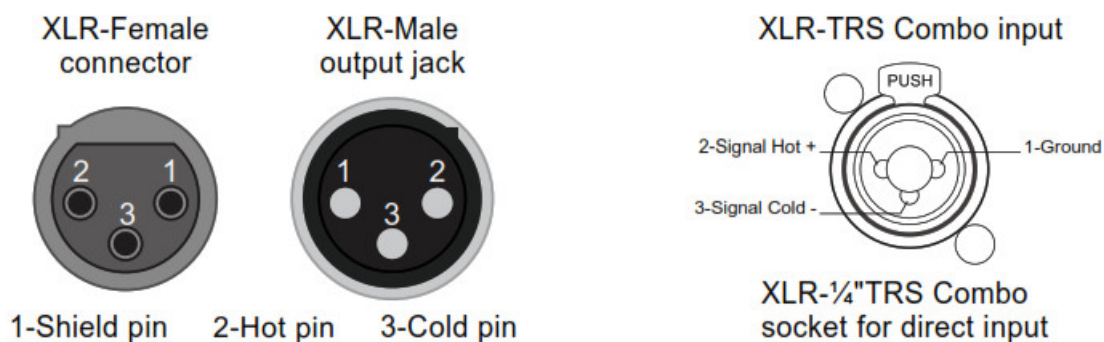 XLR-Female
connector
2
1
3
XLR-Male
output jack
1
2
3
1-Shield pin 2-Hot pin 3-Cold pin
XLR-TRS Combo input
PUSH
2-Signal Hot +
1-Ground
3-Signal Cold -
XLR-¼"TRS Combo
socket for direct input